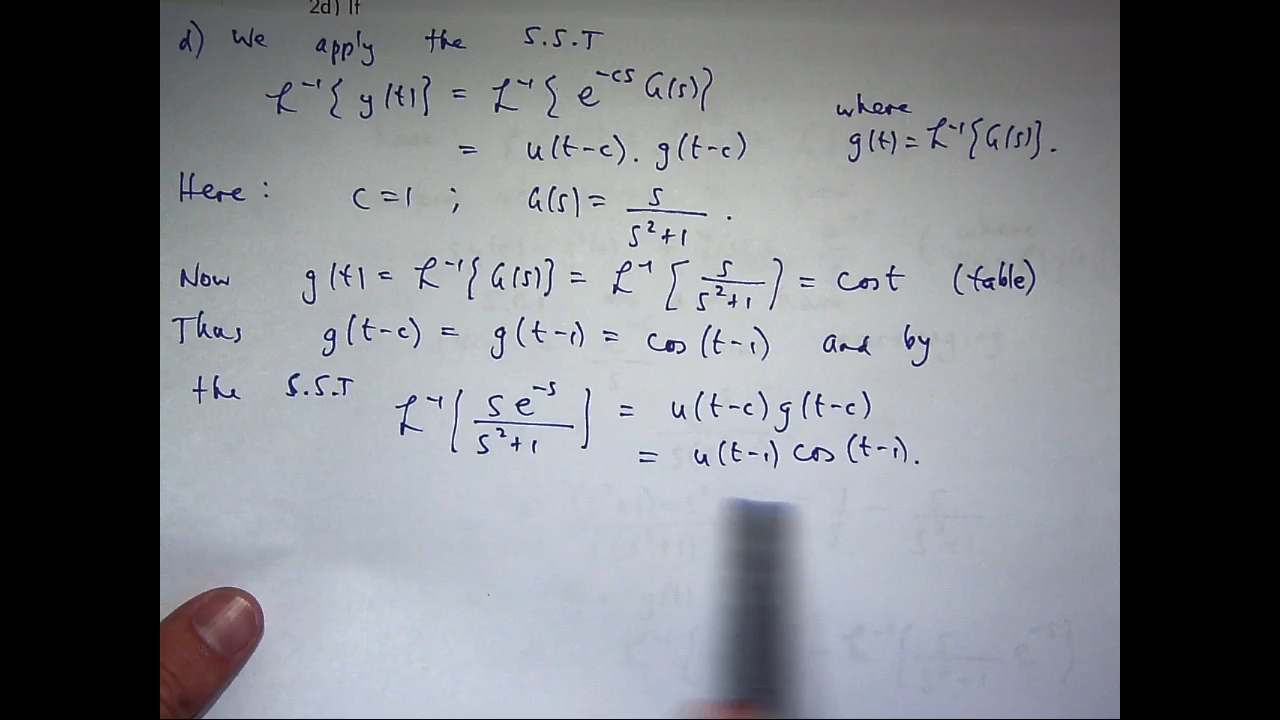 2d) If
d) We apply the S.S.T
ℒ⁻¹{ y(t)} = ℒ⁻¹{ e^{-cs} G(s)}
= u(t-c). g(t-c)
where
g(t) = ℒ⁻¹{G(s)}.
Here: c = 1 ; G(s) = s/(s²+1) .
Now g(t) = ℒ⁻¹{G(s)} = ℒ⁻¹[s/(s²+1)] = cos t (table)
Thus g(t-c) = g(t-1) = cos(t-1) and by
the S.S.T ℒ⁻¹[s e^{-s}/(s²+1)] = u(t-c) g(t-c)
= u(t-1) cos(t-1).